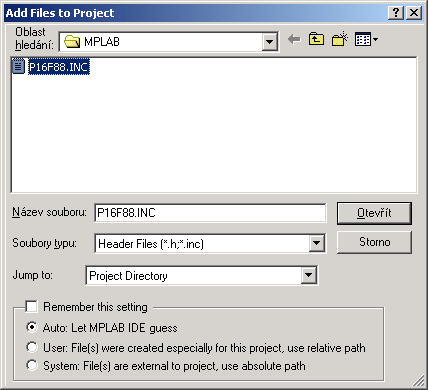 Add Files to Project
Oblast hledání: MPLAB
P16F88.INC
Název souboru: P16F88.INC Otevřít
Soubory typu: Header Files (*.h;*.inc) Storno
Jump to: Project Directory
Remember this setting
Auto: Let MPLAB IDE guess
User: File(s) were created especially for this project, use relative path
System: File(s) are external to project, use absolute path